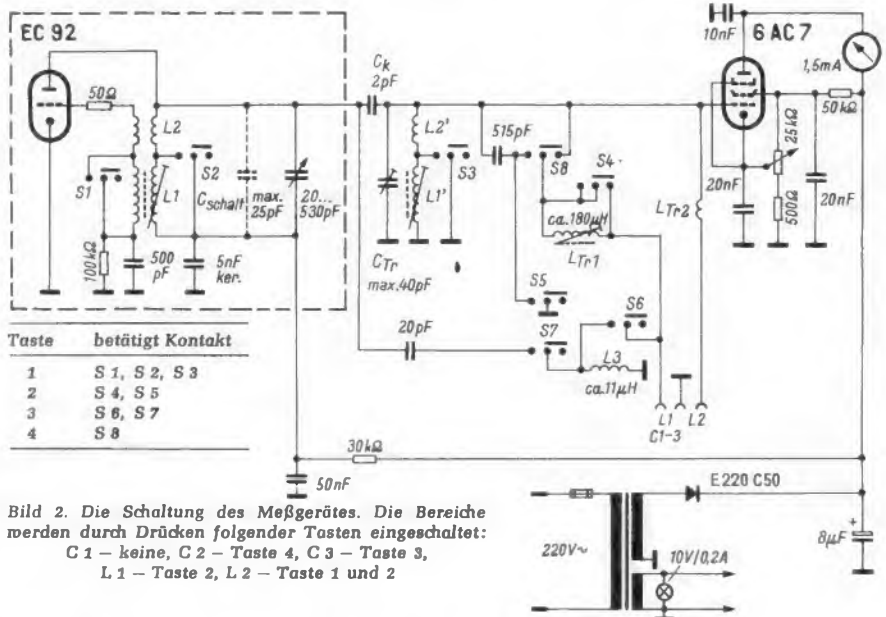 EC 92
6 AC 7
10nF
1,5mA
50Ω
L2
Ck
2pF
L2'
515pF
50kΩ
25kΩ
S1
S2
L1
Cschalt
max.
25pF
20...
530pF
S3
L1'
S8
S4
ca.180µH
LTr1
LTr2
20nF
500Ω
20nF
100kΩ
500
pF
5nF
ker.
CTr
max.40pF
S5
S7
S6
20pF
L3
ca.11µH
L1
L2
C1-3
Taste betätigt Kontakt
1 S 1, S 2, S 3
2 S 4, S 5
3 S 6, S 7
4 S 8
30kΩ
50nF
E 220 C 50
220V~
10V/0,2A
+
8µF
Bild 2. Die Schaltung des Meßgerätes. Die Bereiche
werden durch Drücken folgender Tasten eingeschaltet:
C 1 – keine, C 2 – Taste 4, C 3 – Taste 3,
L 1 – Taste 2, L 2 – Taste 1 und 2